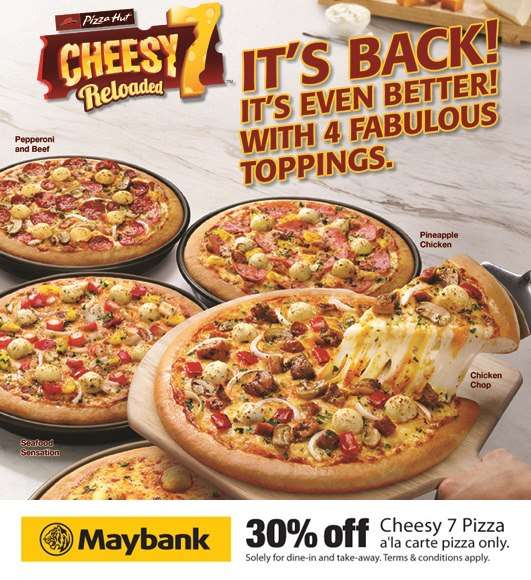 Pizza Hut
CHEESY 7
Reloaded
TM
IT'S BACK!
IT'S EVEN BETTER!
WITH 4 FABULOUS
TOPPINGS.
Pepperoni
and Beef
Pineapple
Chicken
Chicken
Chop
Seafood
Sensation
Maybank
30% off
Cheesy 7 Pizza
a'la carte pizza only.
Solely for dine-in and take-away. Terms & conditions apply.